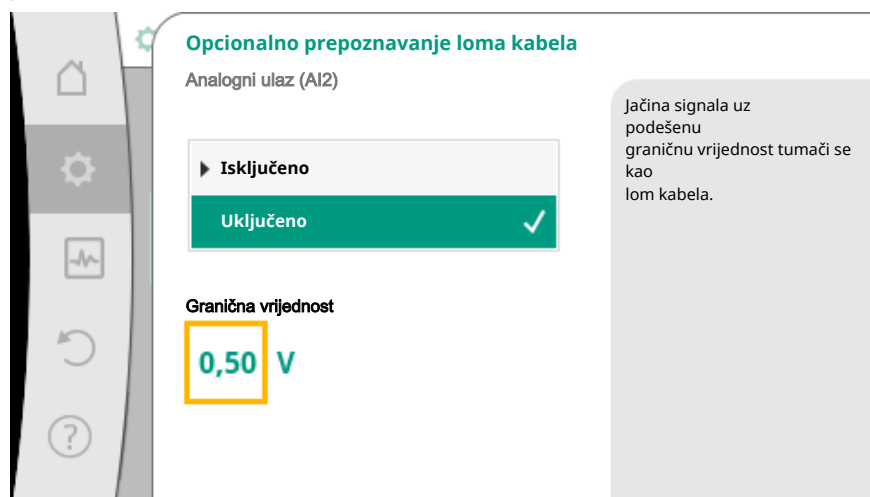 Opcionalno prepoznavanje loma kabela
Analogni ulaz (AI2)
Isključeno
Uključeno
Granična vrijednost
0,50 V
Jačina signala uz
podešenu
graničnu vrijednost tumači se
kao
lom kabela.
?